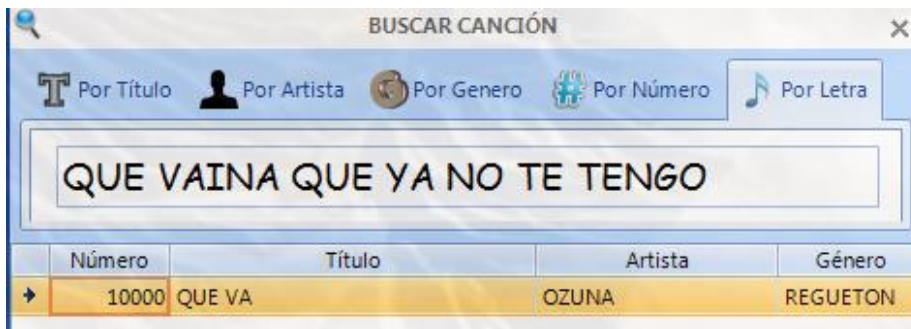 BUSCAR CANCIÓN
Por Título Por Artista Por Genero Por Número Por Letra
QUE VAINA QUE YA NO TE TENGO
Número Título Artista Género
10000 QUE VA OZUNA REGUETON